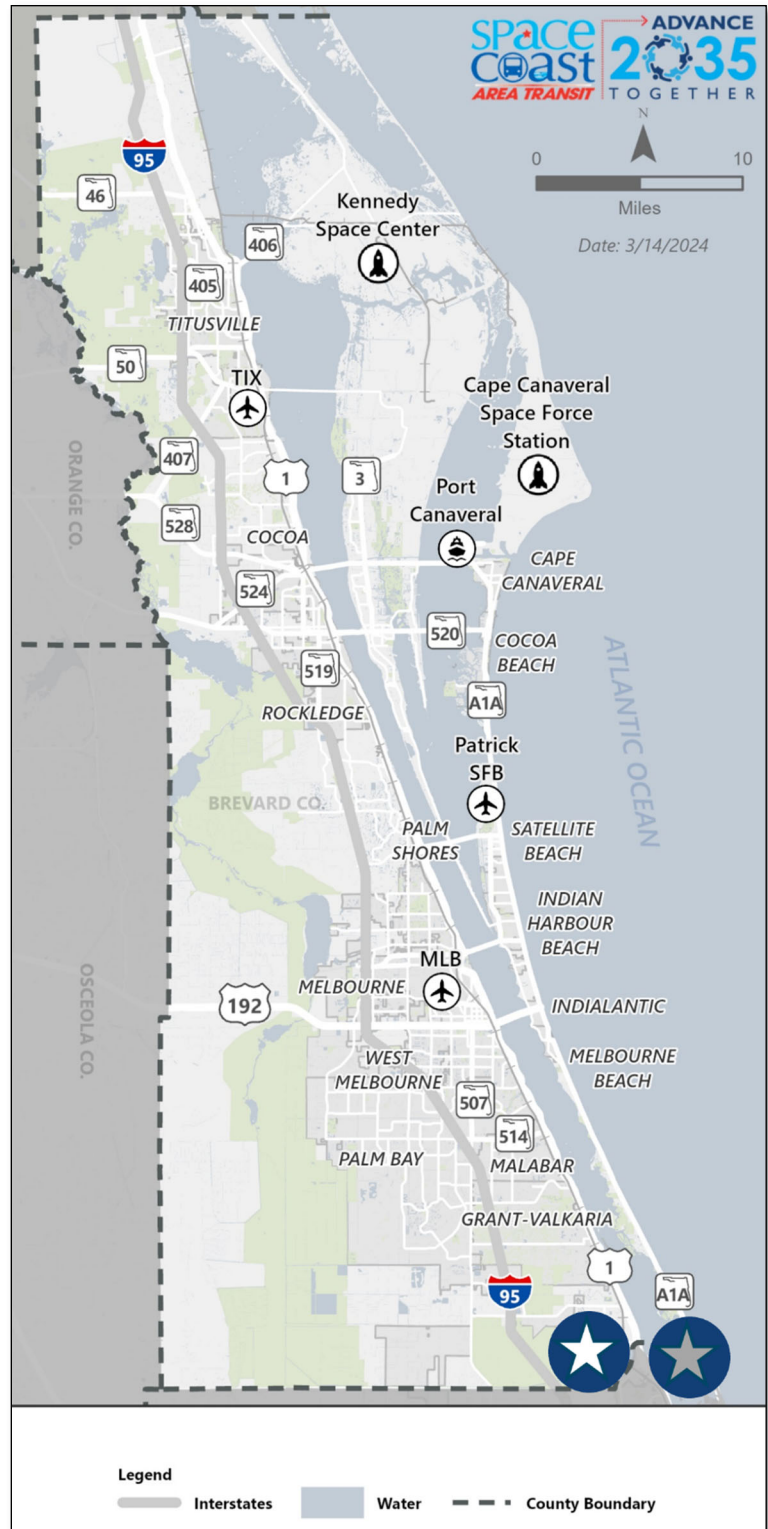 space
coast
AREA TRANSIT
ADVANCE
2035
TOGETHER
N
0 10
Miles
Date: 3/14/2024
95
46
Kennedy
Space Center
406
405
TITUSVILLE
50
TIX
Cape Canaveral
Space Force
Station
ORANGE CO.
407
1
3
Port
Canaveral
528
COCOA
CAPE
CANAVERAL
524
520
COCOA
BEACH
519
A1A
ROCKLEDGE
ATLANTIC OCEAN
Patrick
SFB
BREVARD CO.
PALM
SHORES
SATELLITE
BEACH
INDIAN
HARBOUR
BEACH
MLB
OSCEOLA CO.
MELBOURNE
192
INDIALANTIC
WEST
MELBOURNE
MELBOURNE
BEACH
507
514
PALM BAY
MALABAR
GRANT-VALKARIA
1
95
A1A
Legend
Interstates Water County Boundary